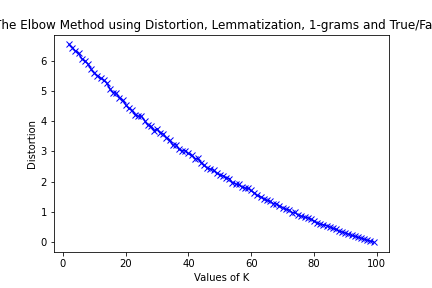 The Elbow Method using Distortion, Lemmatization, 1-grams and True/Fa
6
5
4
3
2
1
0
Distortion
0 20 40 60 80 100
Values of K